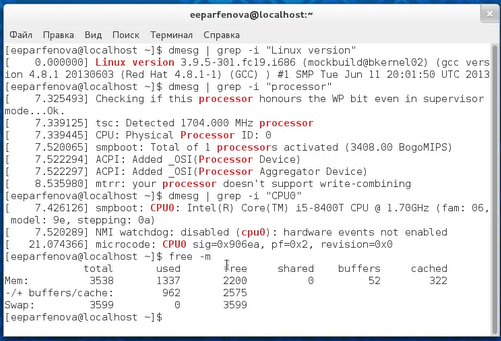 eeparfenova@localhost:~
Файл Правка Вид Поиск Терминал Справка
[eeparfenova@localhost ~]$ dmesg | grep -i "Linux version"
[    0.000000] Linux version 3.9.5-301.fc19.i686 (mockbuild@bkernel02) (gcc vers
ion 4.8.1 20130603 (Red Hat 4.8.1-1) (GCC) ) #1 SMP Tue Jun 11 20:01:50 UTC 2013
[eeparfenova@localhost ~]$ dmesg | grep -i "processor"
[    7.325493] Checking if this processor honours the WP bit even in supervisor
mode...Ok.
[    7.339125] tsc: Detected 1704.000 MHz processor
[    7.339445] CPU: Physical Processor ID: 0
[    7.520065] smpboot: Total of 1 processors activated (3408.00 BogoMIPS)
[    7.522294] ACPI: Added _OSI(Processor Device)
[    7.522297] ACPI: Added _OSI(Processor Aggregator Device)
[    8.535980] mtrr: your processor doesn't support write-combining
[eeparfenova@localhost ~]$ dmesg | grep -i "CPU0"
[    7.426126] smpboot: CPU0: Intel(R) Core(TM) i5-8400T CPU @ 1.70GHz (fam: 06,
model: 9e, stepping: 0a)
[    7.520289] NMI watchdog: disabled (cpu0): hardware events not enabled
[   21.074366] microcode: CPU0 sig=0x906ea, pf=0x2, revision=0x0
[eeparfenova@localhost ~]$ free -m
total used free shared buffers cached
Mem: 3538 1337 2200 0 52 322
-/+ buffers/cache: 962 2575
Swap: 3599 0 3599
[eeparfenova@localhost ~]$